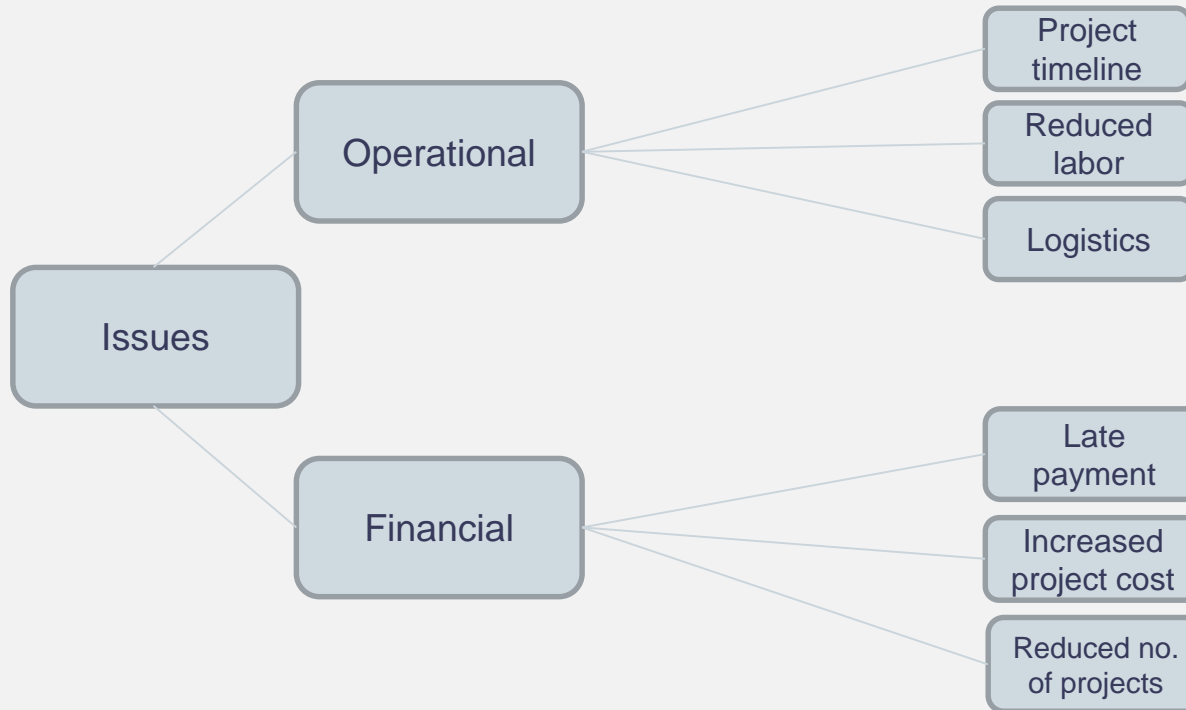 Project
timeline
Operational
Reduced
labor
Logistics
Issues
Late
payment
Financial
Increased
project cost
Reduced no.
of projects